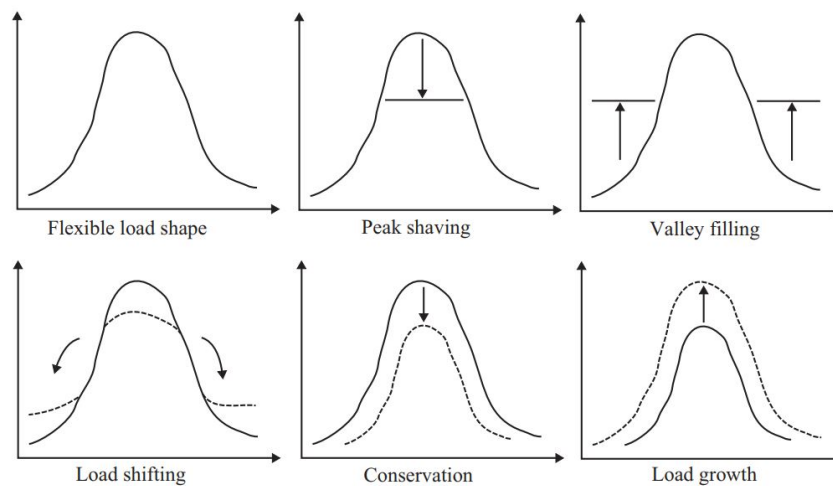 Flexible load shape
Peak shaving
Valley filling
Load shifting
Conservation
Load growth